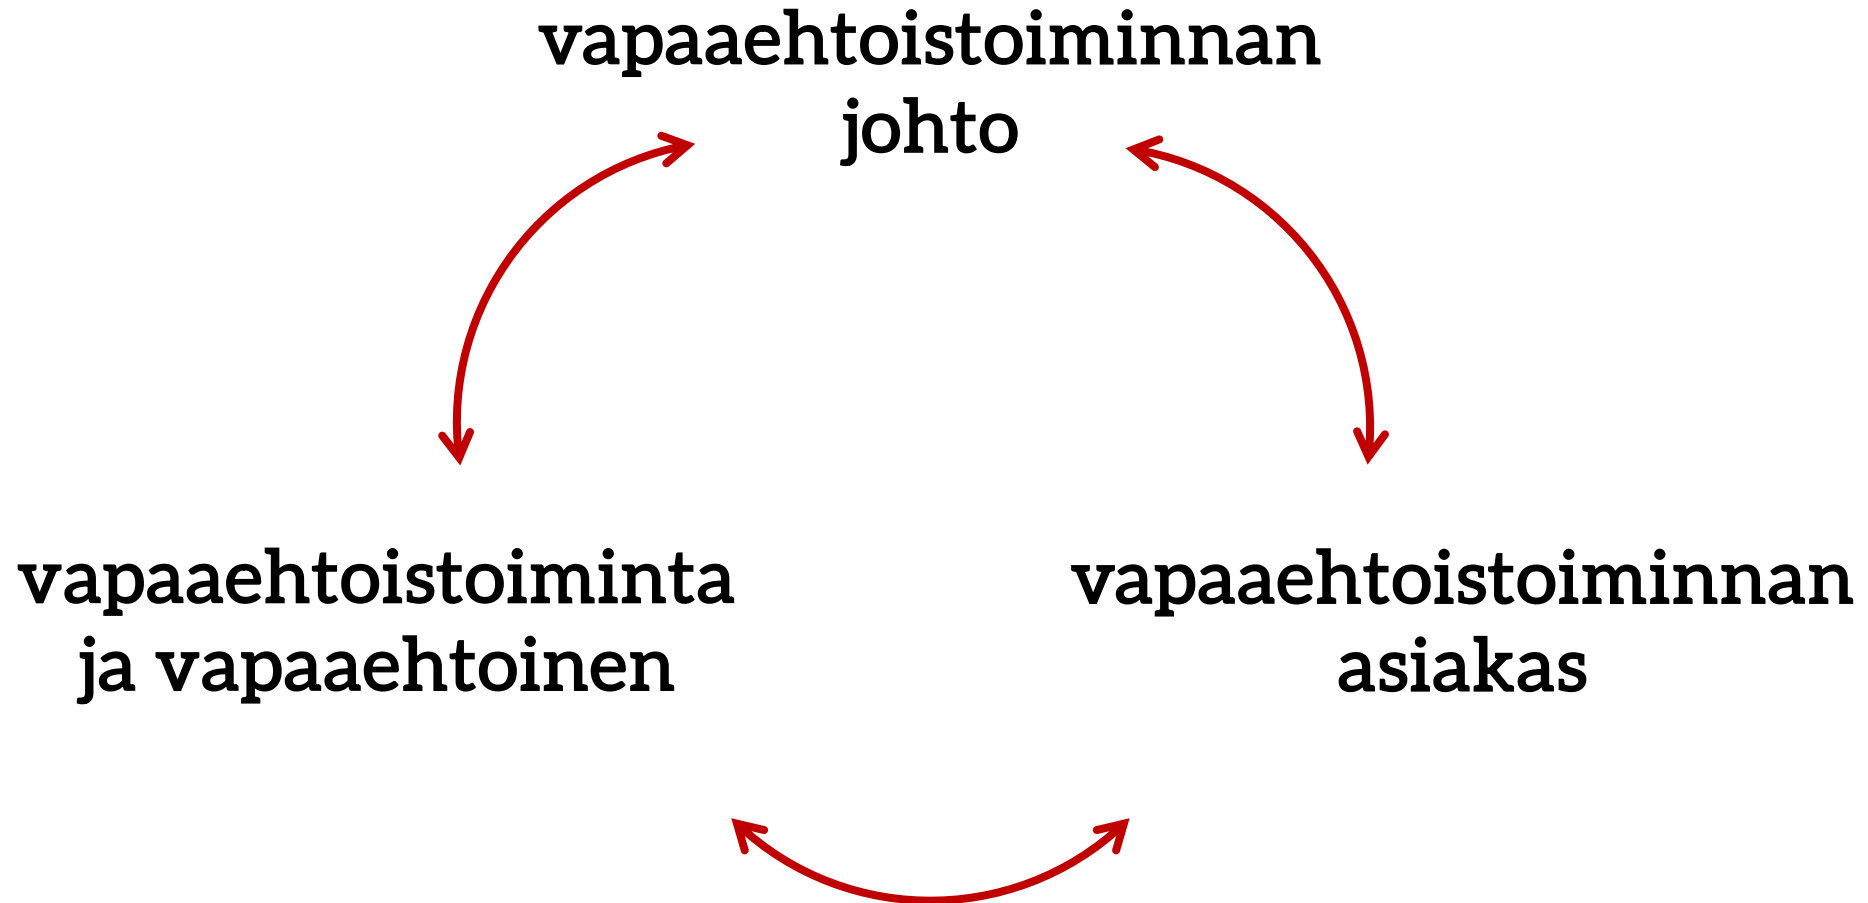 vapaaehtoistoiminnan
johto
vapaaehtoistoiminta
ja vapaaehtoinen
vapaaehtoistoiminnan
asiakas